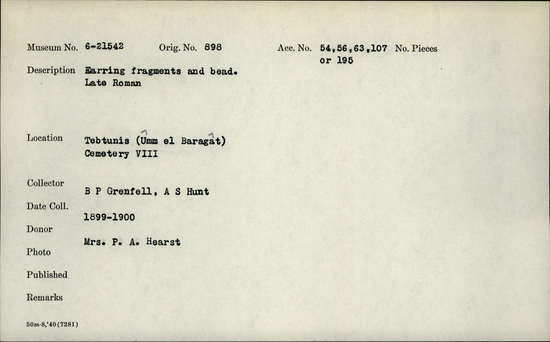 Museum No. 6-21542 Orig. No. 898 Acc. No. 54,56,63,107 No. Pieces
or 195
Description Earring fragments and bead.
Late Roman
Location Tebtunis (Ûmm el Baragât)
Cemetery VIII
Collector B P Grenfell, A S Hunt
Date Coll. 1899-1900
Donor Mrs. P. A. Hearst
Photo
Published
Remarks
50m-8,'40(7281)